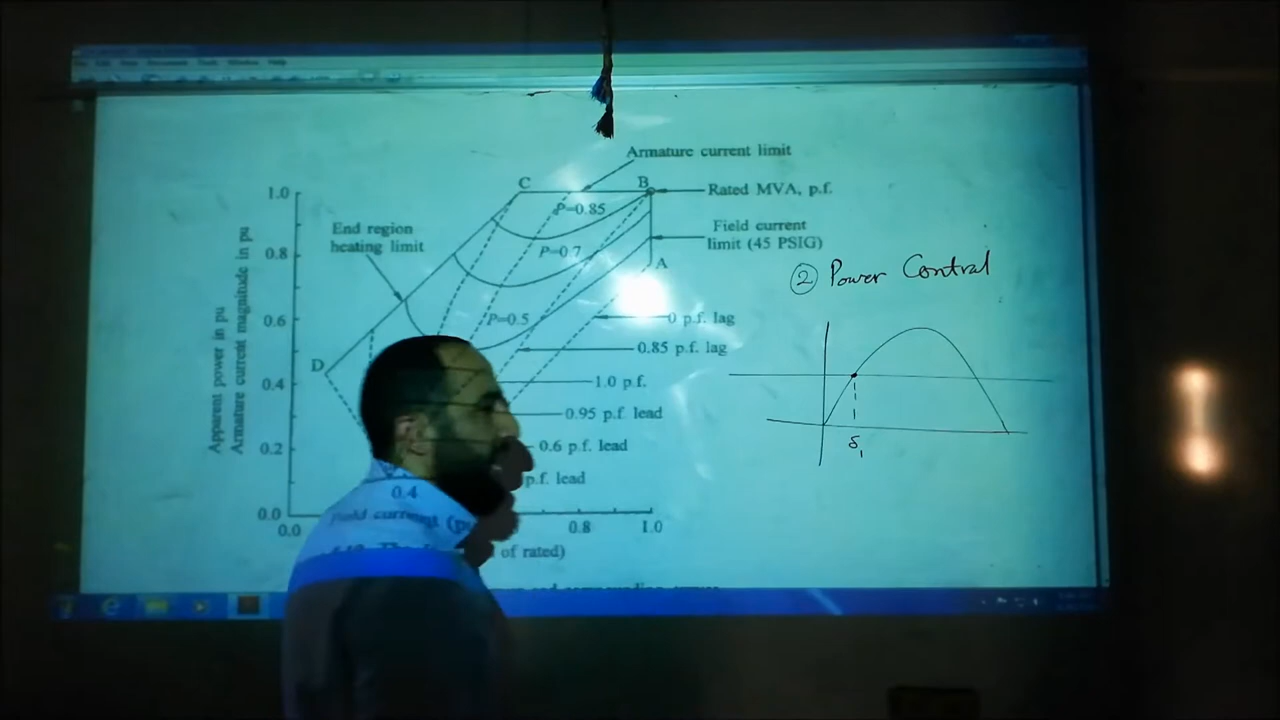 Armature current limit
C
B
1.0
Rated MVA, p.f.
P=0.85
End region
heating limit
Field current
limit (45 PSIG)
0.8
P=0.7
A
② Power Control
0.6
P=0.5
0 p.f. lag
0.85 p.f. lag
D
0.4
1.0 p.f.
0.95 p.f. lead
Apparent power in pu
Armature current magnitude in pu
0.2
0.6 p.f. lead
δ1
p.f. lead
0.4
0.0
Field current (pu
0.0
0.8
1.0
of rated)